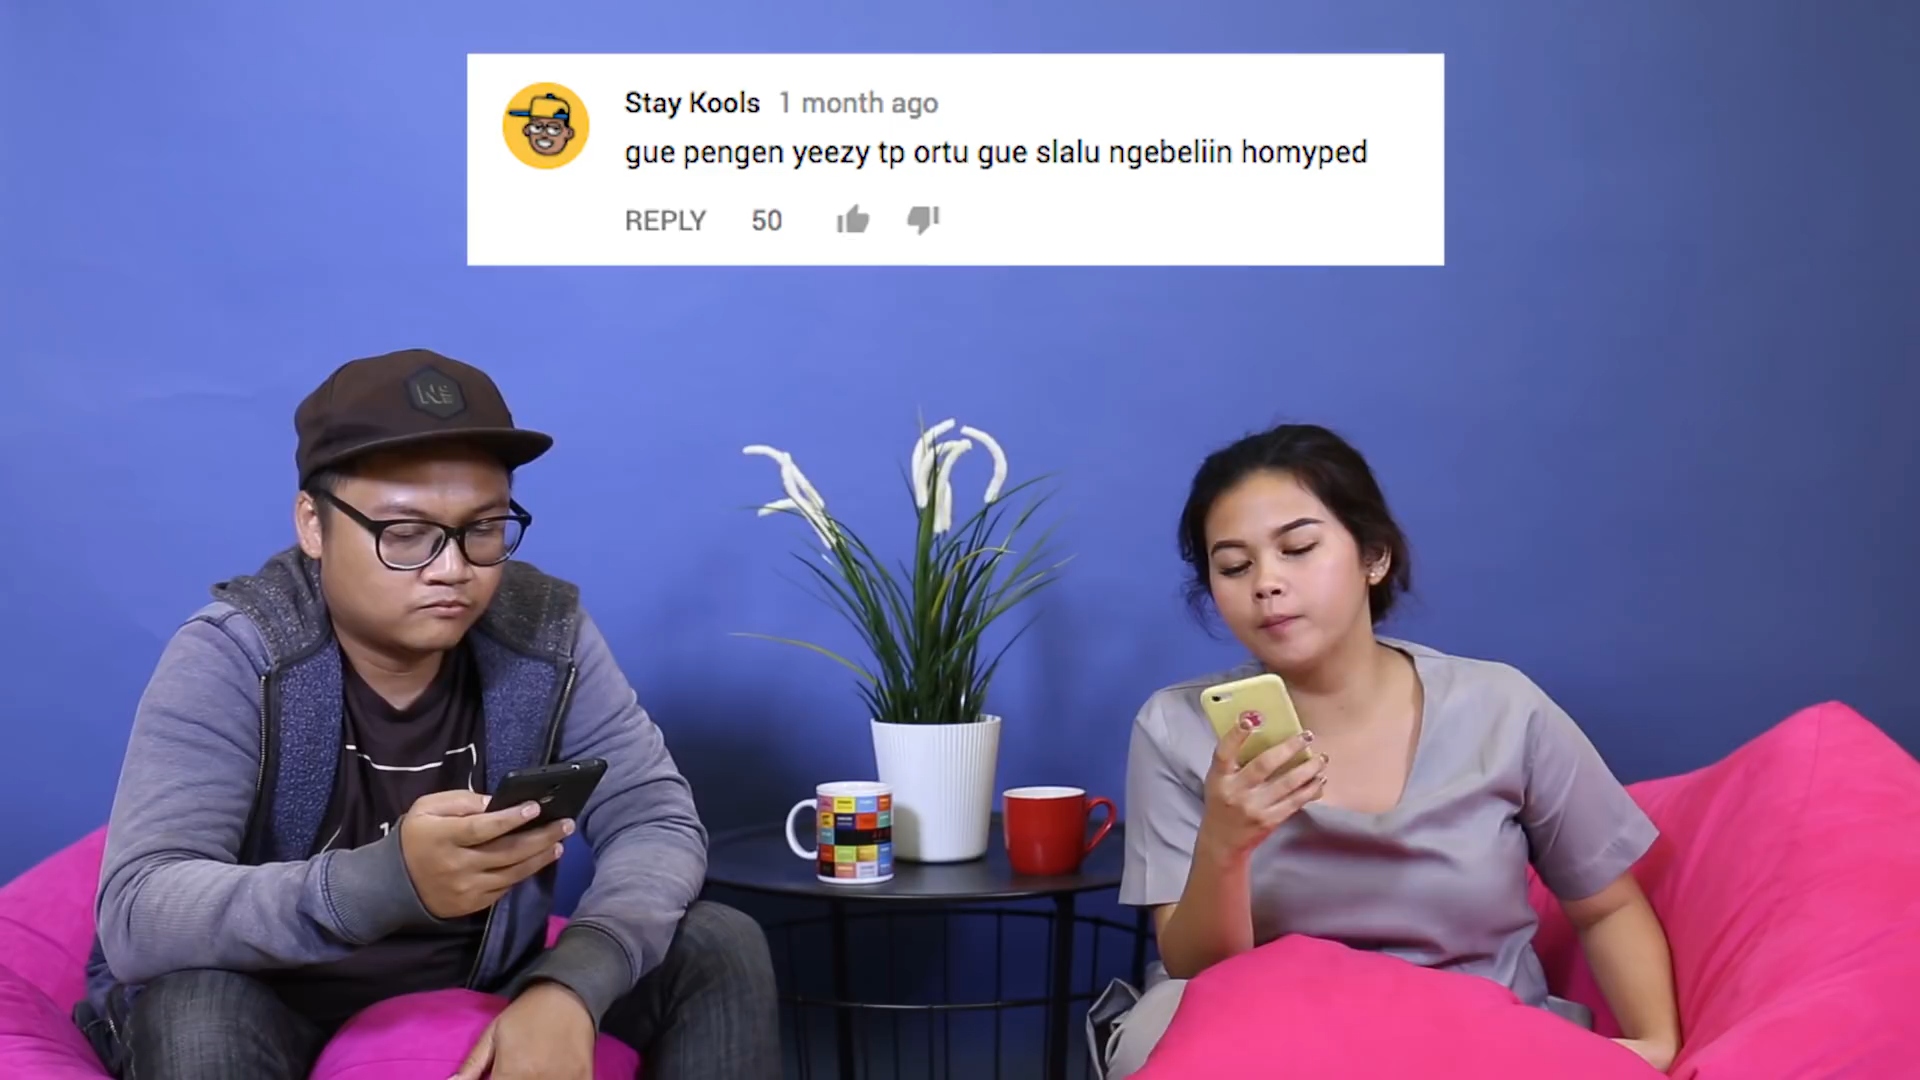 Stay Kools 1 month ago
gue pengen yeezy tp ortu gue slalu ngebeliin homyped
REPLY 50